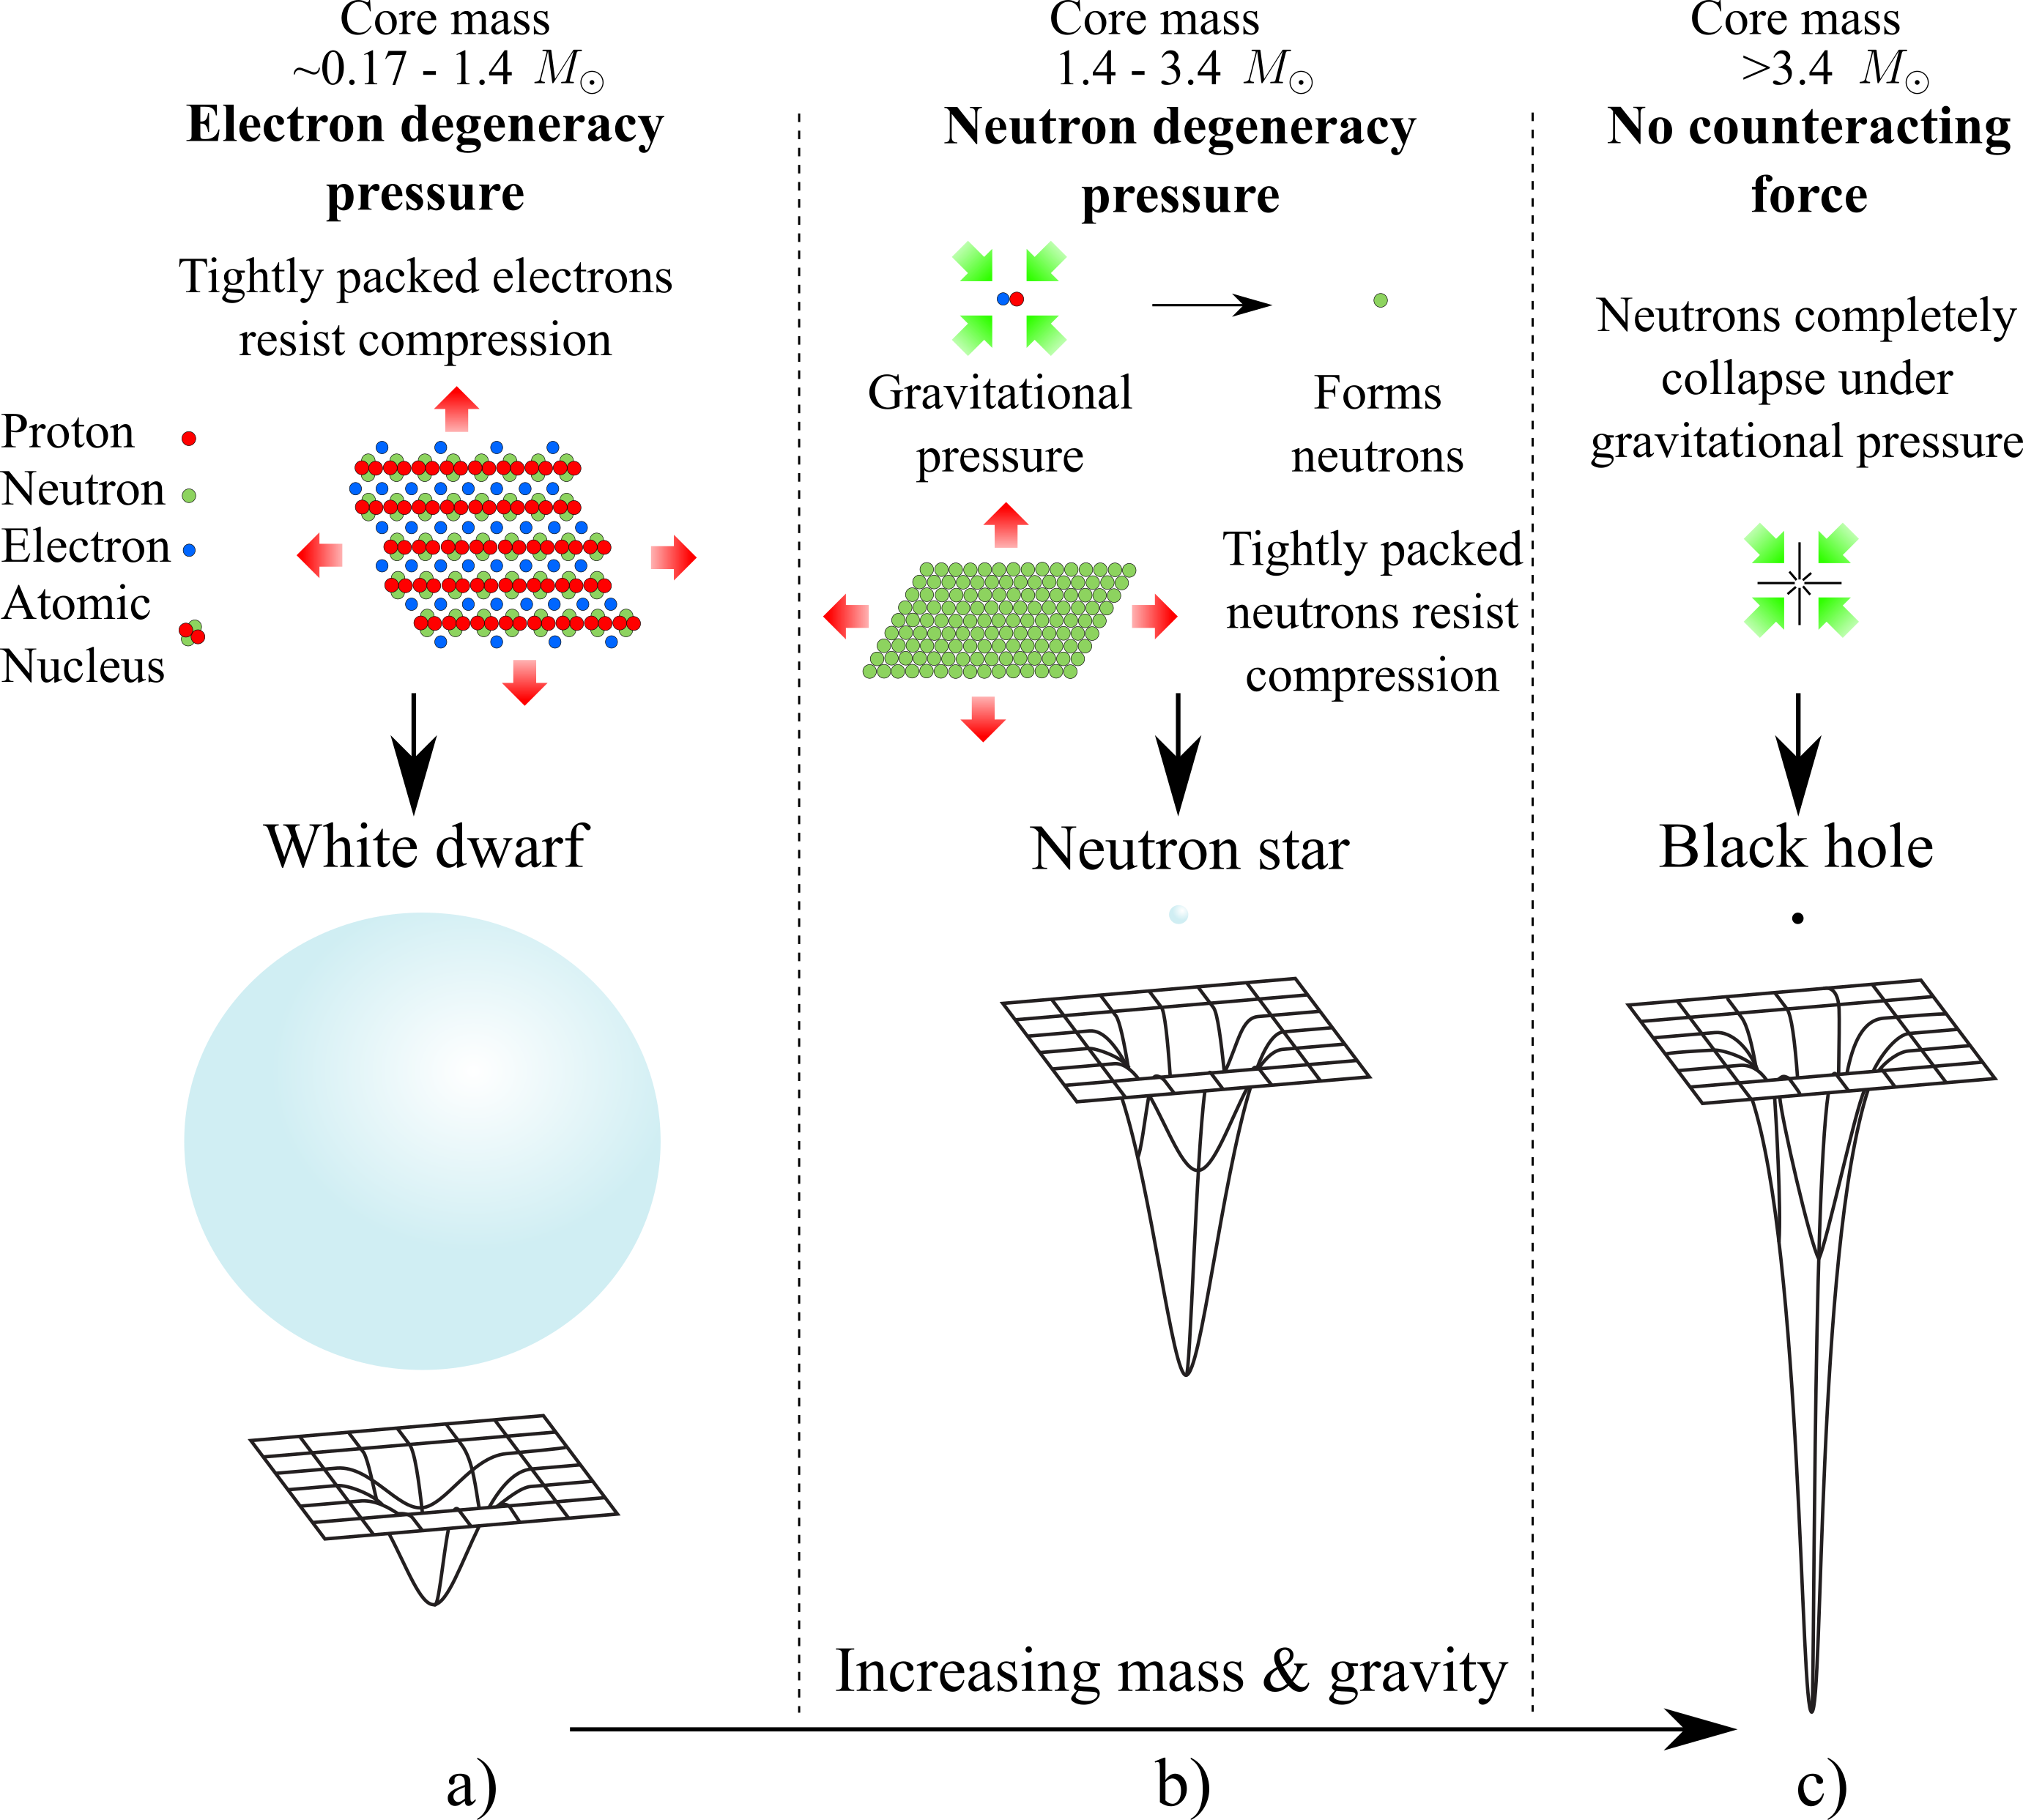 Core mass
~0.17 - 1.4 M☉
Electron degeneracy
pressure
Tightly packed electrons
resist compression
Proton
Neutron
Electron
Atomic
Nucleus
White dwarf
a)
Core mass
1.4 - 3.4 M☉
Neutron degeneracy
pressure
Gravitational
pressure
Forms
neutrons
Tightly packed
neutrons resist
compression
Neutron star
Increasing mass & gravity
b)
Core mass
>3.4 M☉
No counteracting
force
Neutrons completely
collapse under
gravitational pressure
Black hole
c)